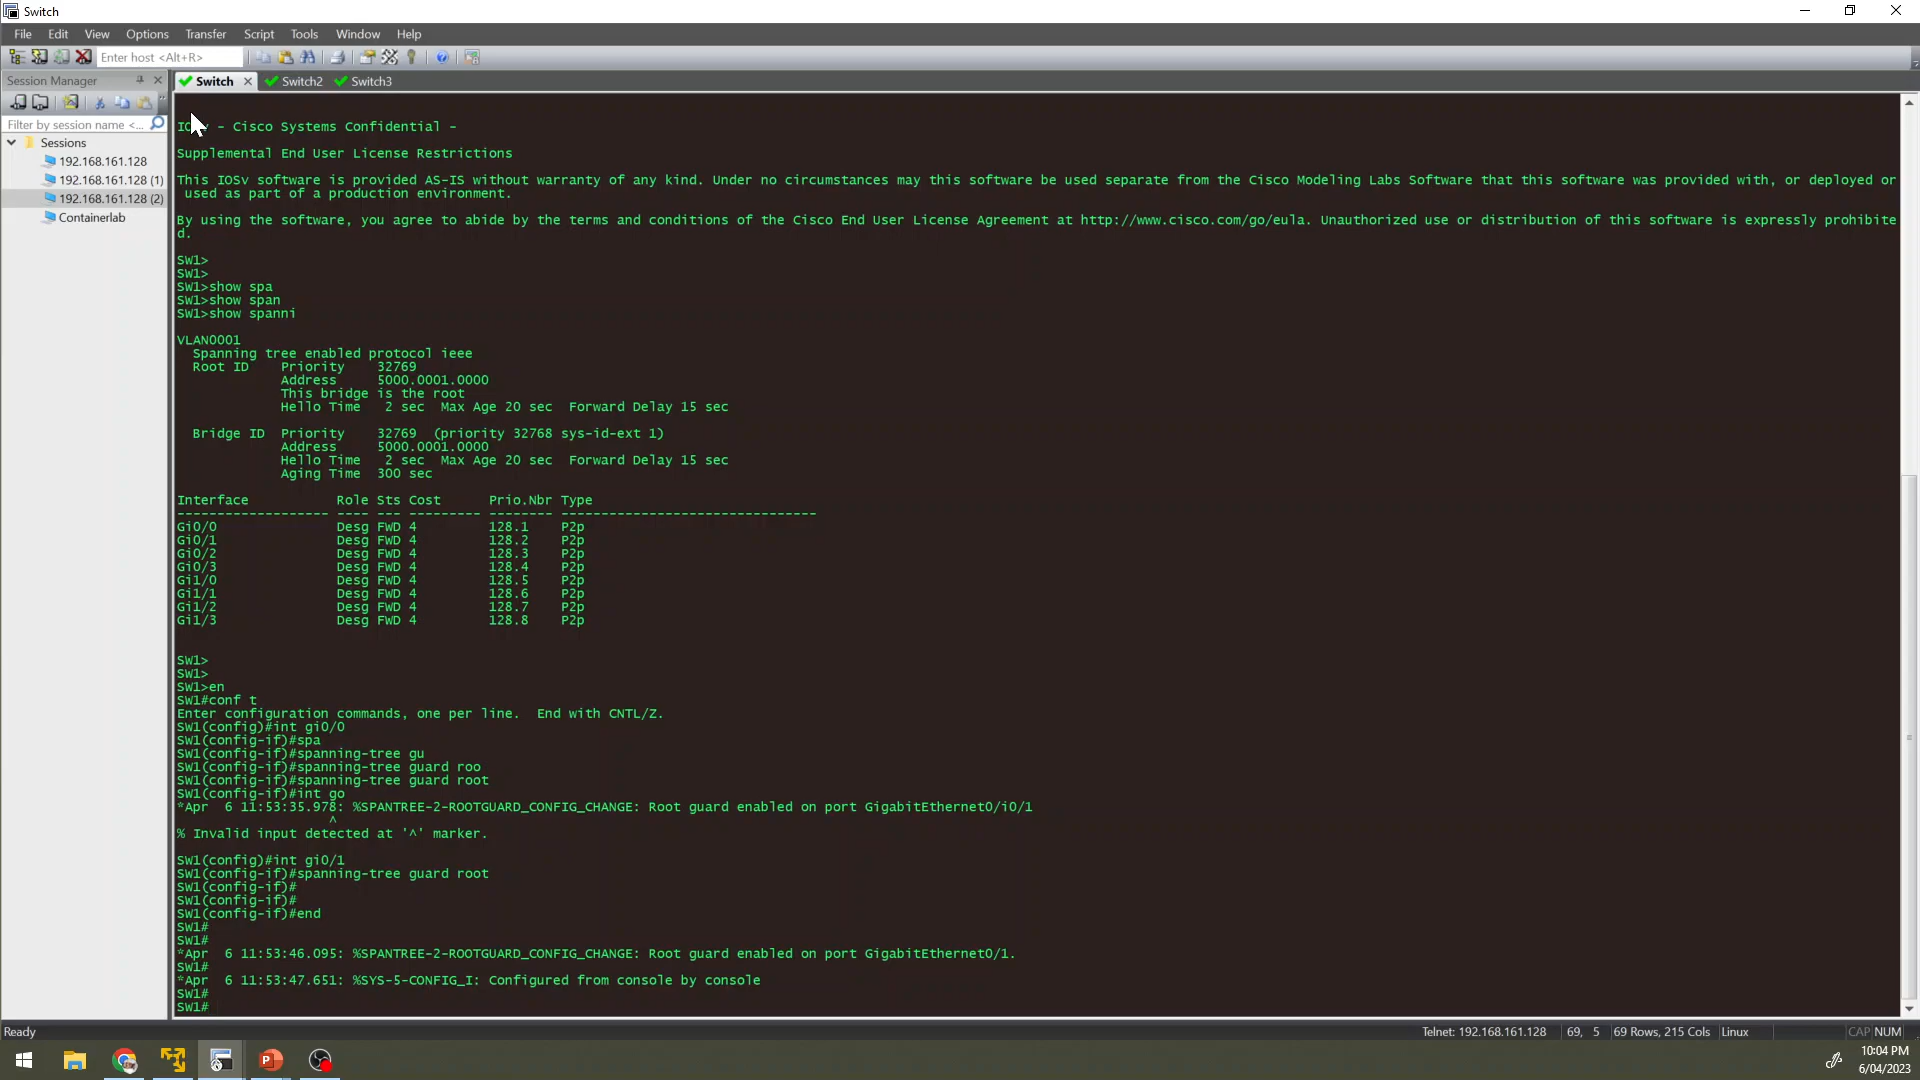 Switch
File Edit View Options Transfer Script Tools Window Help
Enter host <Alt+R>
Session Manager
Switch Switch2 Switch3
Filter by session name <...
Sessions
192.168.161.128
192.168.161.128 (1)
192.168.161.128 (2)
Containerlab
- Cisco Systems Confidential -
Supplemental End User License Restrictions
This IOSv software is provided AS-IS without warranty of any kind. Under no circumstances may this software be used separate from the Cisco Modeling Labs Software that this software was provided with, or deployed or
used as part of a production environment.
By using the software, you agree to abide by the terms and conditions of the Cisco End User License Agreement at http://www.cisco.com/go/eula. Unauthorized use or distribution of this software is expressly prohibite
d.
SW1>
SW1>
SW1>show spa
SW1>show span
SW1>show spanni
VLAN0001
Spanning tree enabled protocol ieee
Root ID Priority 32769
Address 5000.0001.0000
This bridge is the root
Hello Time 2 sec Max Age 20 sec Forward Delay 15 sec
Bridge ID Priority 32769 (priority 32768 sys-id-ext 1)
Address 5000.0001.0000
Hello Time 2 sec Max Age 20 sec Forward Delay 15 sec
Aging Time 300 sec
Interface Role Sts Cost Prio.Nbr Type
------------------- ---- --- --------- -------- --------------------------------
Gi0/0 Desg FWD 4 128.1 P2p
Gi0/1 Desg FWD 4 128.2 P2p
Gi0/2 Desg FWD 4 128.3 P2p
Gi0/3 Desg FWD 4 128.4 P2p
Gi1/0 Desg FWD 4 128.5 P2p
Gi1/1 Desg FWD 4 128.6 P2p
Gi1/2 Desg FWD 4 128.7 P2p
Gi1/3 Desg FWD 4 128.8 P2p
SW1>
SW1>
SW1>en
SW1#conf t
Enter configuration commands, one per line. End with CNTL/Z.
SW1(config)#int gi0/0
SW1(config-if)#spa
SW1(config-if)#spanning-tree gu
SW1(config-if)#spanning-tree guard roo
SW1(config-if)#spanning-tree guard root
SW1(config-if)#int go
*Apr 6 11:53:35.978: %SPANTREE-2-ROOTGUARD_CONFIG_CHANGE: Root guard enabled on port GigabitEthernet0/i0/1
^
% Invalid input detected at '^' marker.
SW1(config)#int gi0/1
SW1(config-if)#spanning-tree guard root
SW1(config-if)#
SW1(config-if)#
SW1(config-if)#end
SW1#
SW1#
*Apr 6 11:53:46.095: %SPANTREE-2-ROOTGUARD_CONFIG_CHANGE: Root guard enabled on port GigabitEthernet0/1.
SW1#
*Apr 6 11:53:47.651: %SYS-5-CONFIG_I: Configured from console by console
SW1#
SW1#
Ready Telnet: 192.168.161.128 69, 5 69 Rows, 215 Cols Linux CAP NUM
10:04 PM
6/04/2023